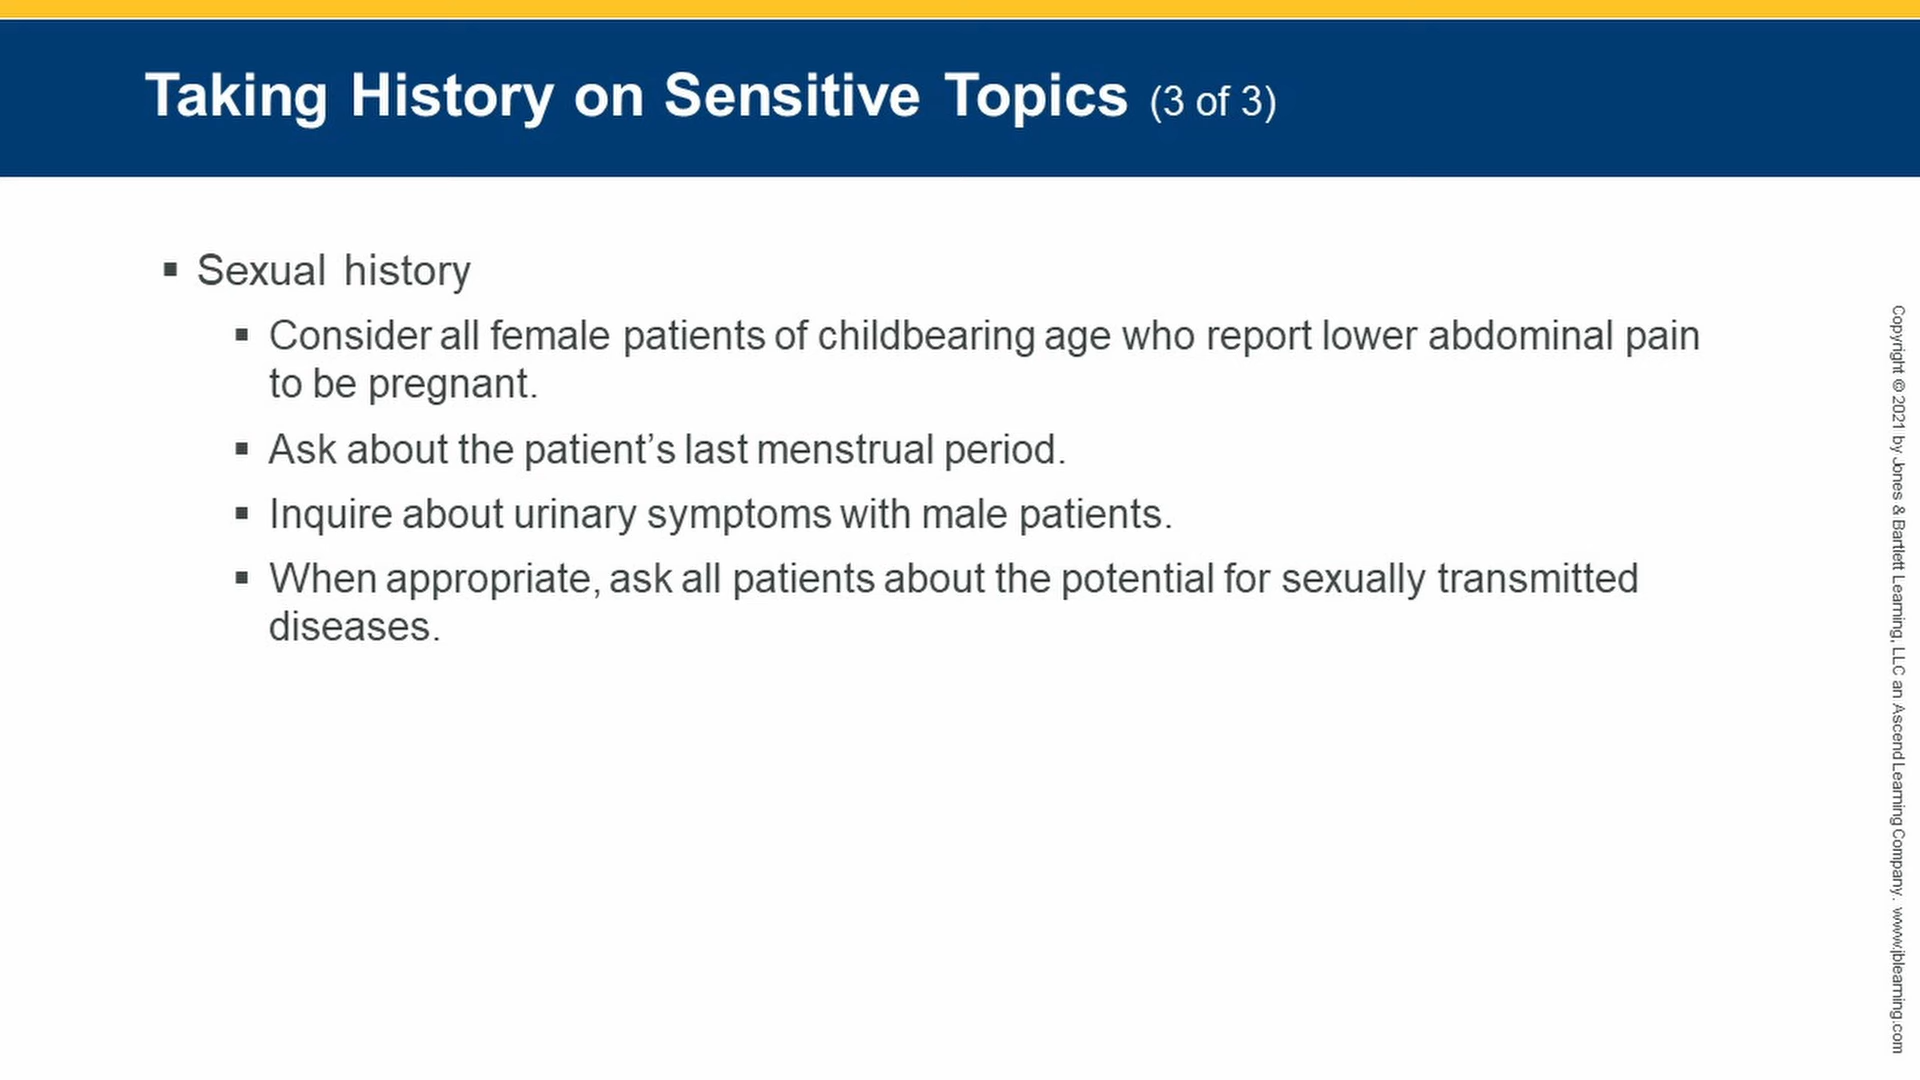 Taking History on Sensitive Topics (3 of 3)
▪ Sexual history
▪ Consider all female patients of childbearing age who report lower abdominal pain
to be pregnant.
▪ Ask about the patient’s last menstrual period.
▪ Inquire about urinary symptoms with male patients.
▪ When appropriate, ask all patients about the potential for sexually transmitted
diseases.
Copyright © 2021 by Jones & Bartlett Learning, LLC an Ascend Learning Company. www.jblearning.com